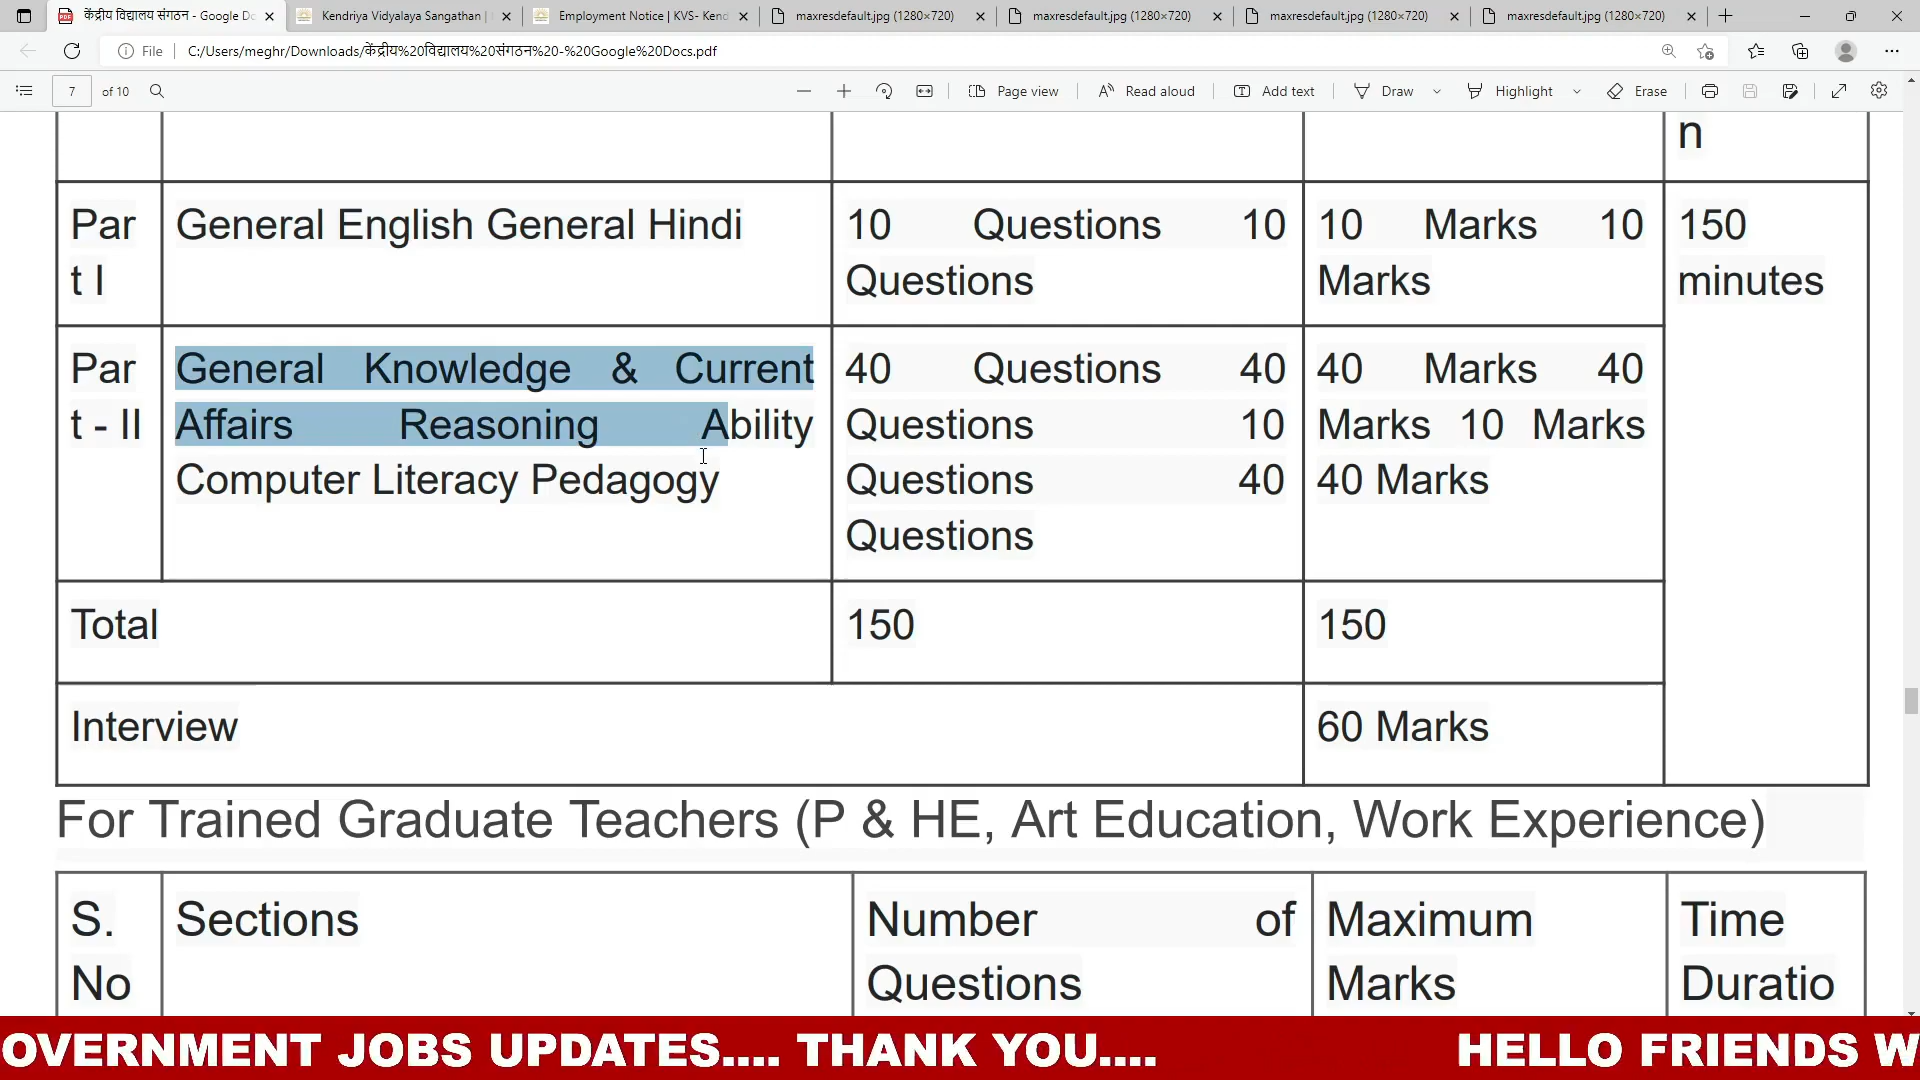 केंद्रीय विद्यालय संगठन - Google Do
Kendriya Vidyalaya Sangathan |
Employment Notice | KVS- Kend
maxresdefault.jpg (1280×720)
maxresdefault.jpg (1280×720)
maxresdefault.jpg (1280×720)
maxresdefault.jpg (1280×720)
File
C:/Users/meghr/Downloads/केंद्रीय%20विद्यालय%20संगठन%20-%20Google%20Docs.pdf
7
of 10
Page view
Read aloud
Add text
Draw
Highlight
Erase
n
Par
t I
General English General Hindi
10 Questions 10
Questions
10 Marks 10
Marks
150
minutes
Par
t - II
General Knowledge & Current
Affairs Reasoning Ability
Computer Literacy Pedagogy
40 Questions 40
Questions 10
Questions 40
Questions
40 Marks 40
Marks 10 Marks
40 Marks
Total
150
150
Interview
60 Marks
For Trained Graduate Teachers (P & HE, Art Education, Work Experience)
S.
No
Sections
Number of
Questions
Maximum
Marks
Time
Duratio
OVERNMENT JOBS UPDATES.... THANK YOU.... HELLO FRIENDS W